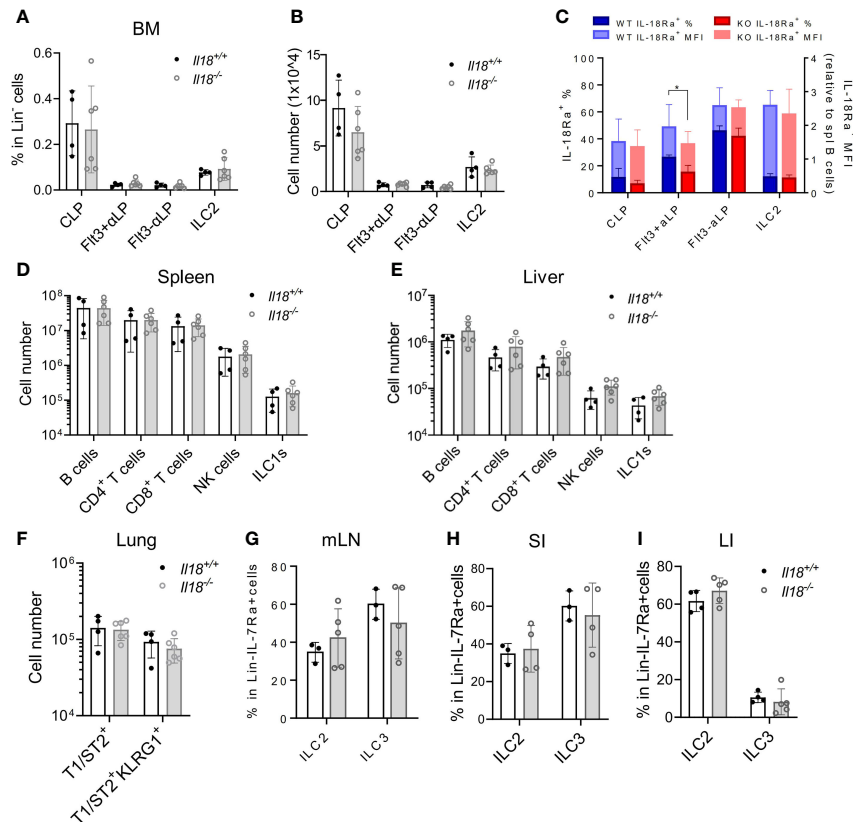 A
BM
% in Lin⁻ cells
0.6
0.4
0.2
0.0
Il18+/+
Il18-/-
CLP
Flt3+αLP
Flt3-αLP
ILC2
B
Cell number (1x10^4)
15
10
5
0
Il18+/+
Il18-/-
CLP
Flt3+αLP
Flt3-αLP
ILC2
C
WT IL-18Ra+ %
KO IL-18Ra+ %
WT IL-18Ra+ MFI
KO IL-18Ra+ MFI
IL-18Ra+ %
100
80
60
40
20
0
*
4
3
2
1
0
IL-18Ra- MFI
(relative to spl B cells)
CLP
Flt3+αLP
Flt3-αLP
ILC2
D
Spleen
Cell number
10⁸
10⁷
10⁶
10⁵
10⁴
Il18+/+
Il18-/-
B cells
CD4+ T cells
CD8+ T cells
NK cells
ILC1s
E
Liver
Cell number
10⁷
10⁶
10⁵
10⁴
Il18+/+
Il18-/-
B cells
CD4+ T cells
CD8+ T cells
NK cells
ILC1s
F
Lung
Cell number
10⁶
10⁵
10⁴
Il18+/+
Il18-/-
T1/ST2+
T1/ST2+KLRG1+
G
mLN
% in Lin-IL-7Ra+cells
80
60
40
20
0
ILC2
ILC3
H
SI
% in Lin-IL-7Ra+cells
80
60
40
20
0
ILC2
ILC3
I
LI
% in Lin-IL-7Ra+cells
80
60
40
20
0
Il18+/+
Il18-/-
ILC2
ILC3